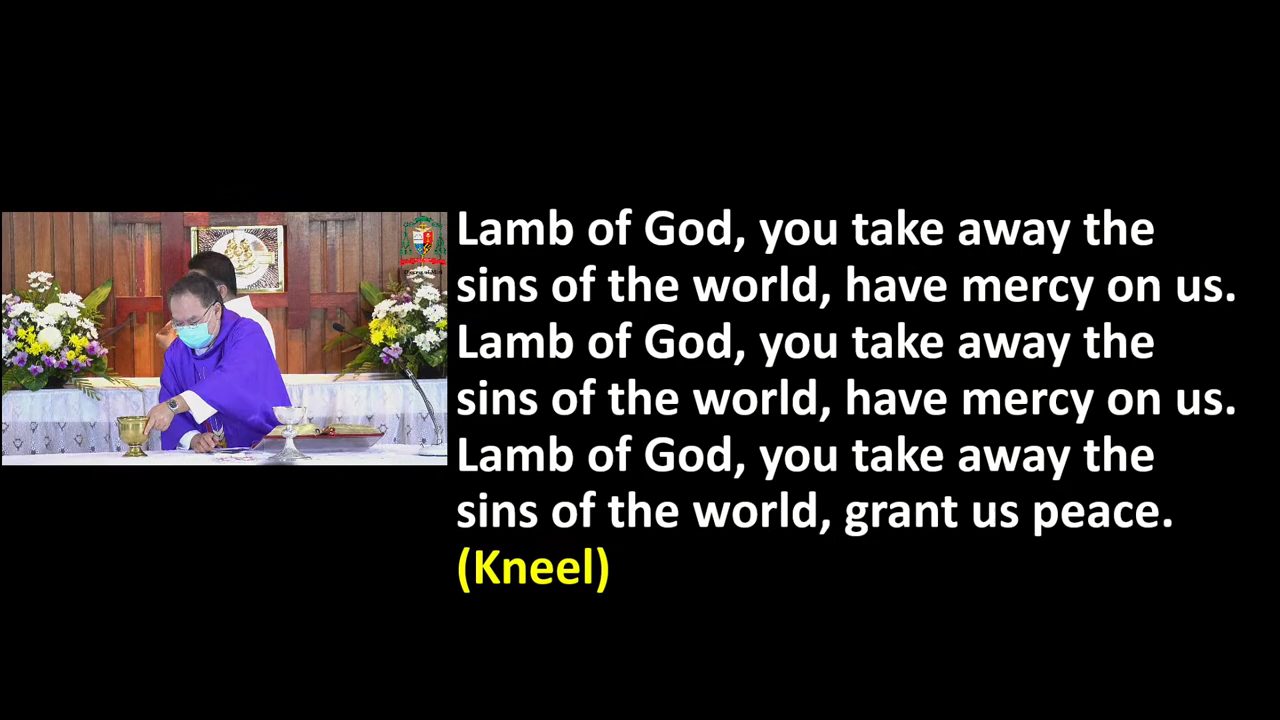 Lamb of God, you take away the
sins of the world, have mercy on us.
Lamb of God, you take away the
sins of the world, have mercy on us.
Lamb of God, you take away the
sins of the world, grant us peace.
(Kneel)